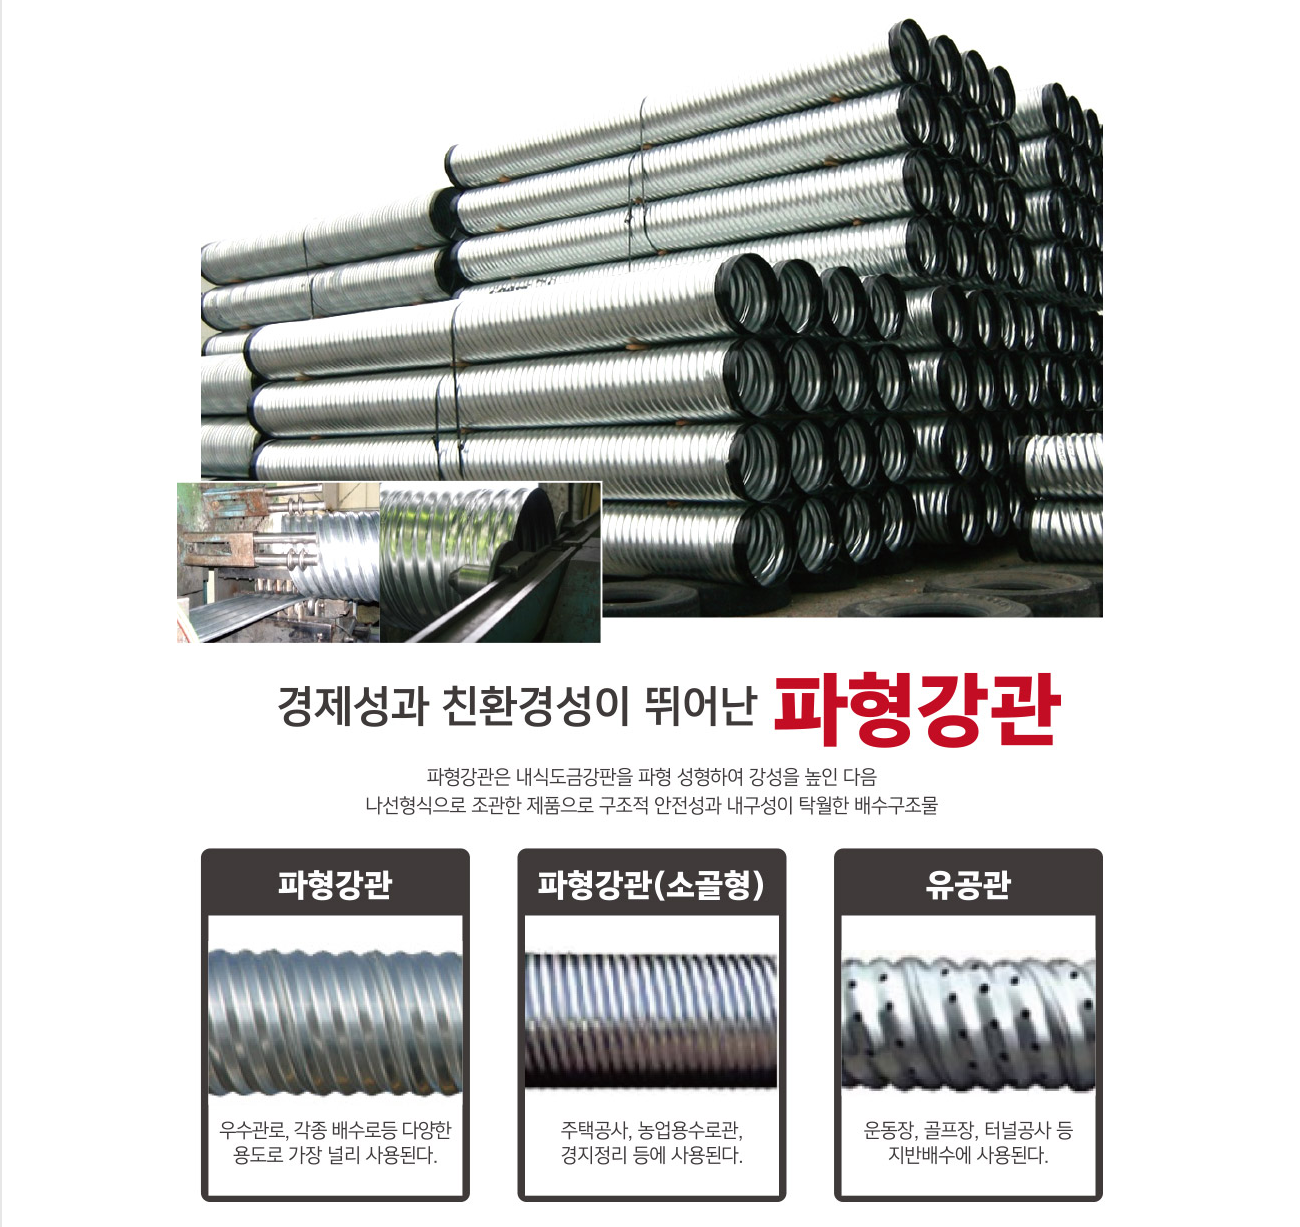 경제성과 친환경성이 뛰어난 파형강관
파형강관은 내식도금강판을 파형 성형하여 강성을 높인 다음
나선형식으로 조관한 제품으로 구조적 안전성과 내구성이 탁월한 배수구조물
파형강관
우수관로, 각종 배수로등 다양한
용도로 가장 널리 사용된다.
파형강관(소골형)
주택공사, 농업용수로관,
경지정리 등에 사용된다.
유공관
운동장, 골프장, 터널공사 등
지반배수에 사용된다.